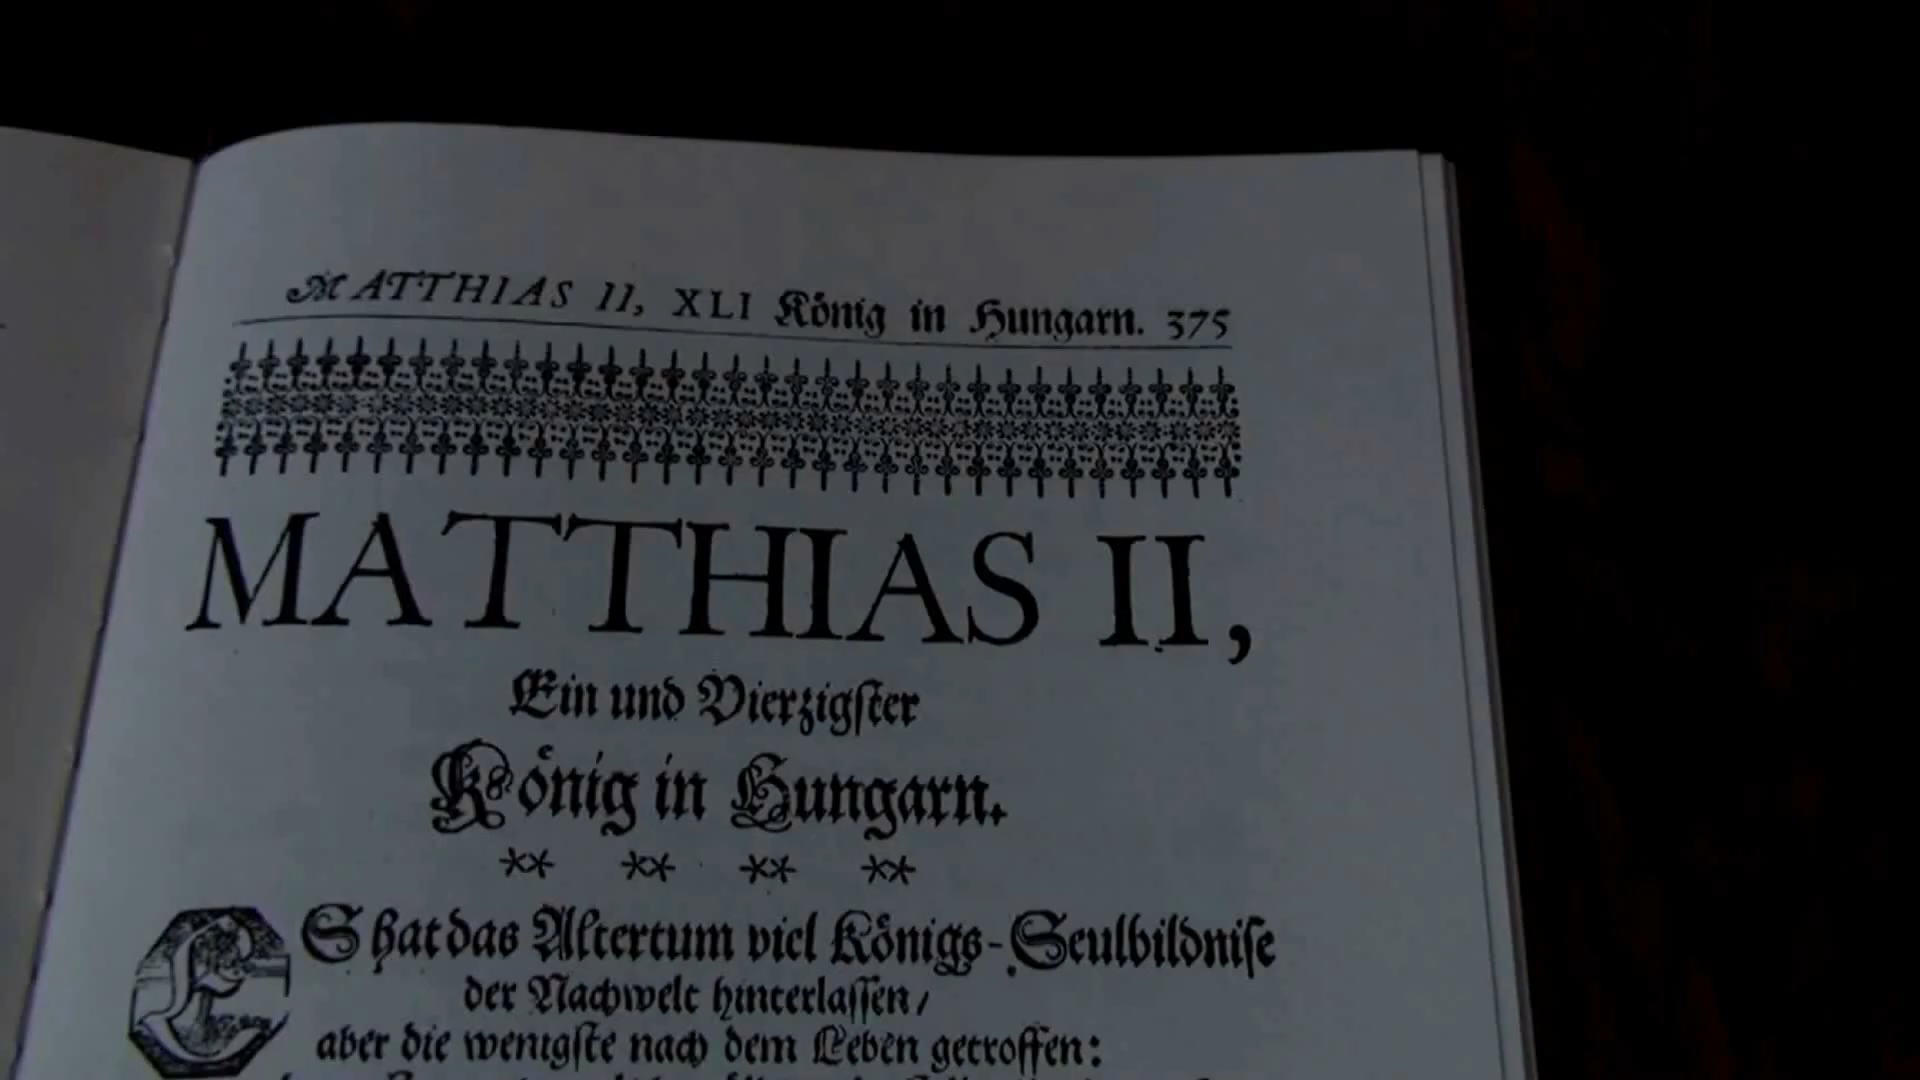 MATTHIAS II, XLI König in Hungarn. 375
MATTHIAS II,
Ein und Vierzigster
König in Hungarn.
** ** ** **
ES hat das Altertum viel Königs-Seulbildniſe
der Nachwelt hinterlaſſen/
aber die wenigſte nach dem Leben getroffen: